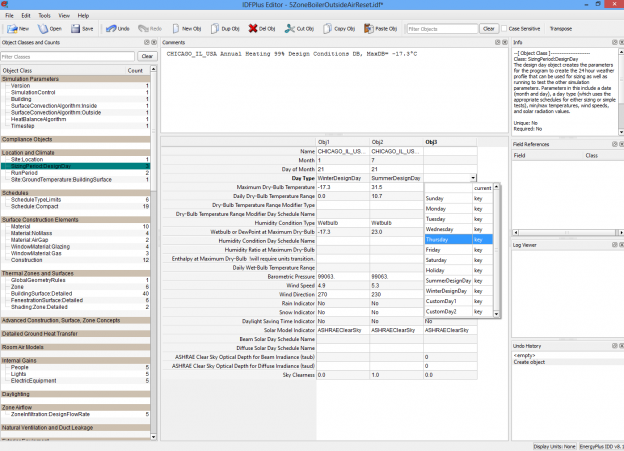 IDFPlus Editor - 5ZoneBoilerOutsideAirReset.idf*
File Edit Tools View Help
New Open Save Undo Redo New Obj Dup Obj Del Obj Cut Obj Copy Obj Paste Obj Filter Objects Clear Case Sensitive Transpose
Object Classes and Counts
Filter Classes Clear
Object Class Count
Simulation Parameters
Version 1
SimulationControl 1
Building 1
SurfaceConvectionAlgorithm:Inside 1
SurfaceConvectionAlgorithm:Outside 1
HeatBalanceAlgorithm 1
Timestep 1
Compliance Objects
Location and Climate
Site:Location 1
SizingPeriod:DesignDay 3
RunPeriod 1
Site:GroundTemperature:BuildingSurface 1
Schedules
ScheduleTypeLimits 6
Schedule:Compact 19
Surface Construction Elements
Material 10
Material:NoMass 4
Material:AirGap 2
WindowMaterial:Glazing 4
WindowMaterial:Gas 3
Construction 12
Thermal Zones and Surfaces
GlobalGeometryRules 1
Zone 6
BuildingSurface:Detailed 40
FenestrationSurface:Detailed 6
Shading:Zone:Detailed 2
Advanced Construction, Surface, Zone Concepts
Detailed Ground Heat Transfer
Room Air Models
Internal Gains
People 5
Lights 5
ElectricEquipment 5
Daylighting
Zone Airflow
ZoneInfiltration:DesignFlowRate 5
Natural Ventilation and Duct Leakage
Comments
CHICAGO_IL_USA Annual Heating 99% Design Conditions DB, MaxDB= -17.3°C
Obj1 Obj2 Obj3
Name CHICAGO_IL_US... CHICAGO_IL_US...
Month 1 7
Day of Month 21 21
Day Type WinterDesignDay SummerDesignDay
Maximum Dry-Bulb Temperature -17.3 31.5
Daily Dry-Bulb Temperature Range 0.0 10.7
Dry-Bulb Temperature Range Modifier Type
Dry-Bulb Temperature Range Modifier Day Schedule Name
Humidity Condition Type Wetbulb Wetbulb
Wetbulb or DewPoint at Maximum Dry-Bulb -17.3 23.0
Humidity Condition Day Schedule Name
Humidity Ratio at Maximum Dry-Bulb
Enthalpy at Maximum Dry-Bulb !will require units transition.
Daily Wet-Bulb Temperature Range
Barometric Pressure 99063. 99063.
Wind Speed 4.9 5.3
Wind Direction 270 230
Rain Indicator No No
Snow Indicator No No
Daylight Saving Time Indicator No No No
Solar Model Indicator ASHRAEClearSky ASHRAEClearSky ASHRAEClearSky
Beam Solar Day Schedule Name
Diffuse Solar Day Schedule Name
ASHRAE Clear Sky Optical Depth for Beam Irradiance (taub) 0
ASHRAE Clear Sky Optical Depth for Diffuse Irradiance (taud) 0
Sky Clearness 0.0 1.0 0.0
current
Sunday key
Monday key
Tuesday key
Wednesday key
Thursday key
Friday key
Saturday key
Holiday key
SummerDesignDay key
WinterDesignDay key
CustomDay1 key
CustomDay2 key
Info
--[ Object Class ]--
Class: SizingPeriod:DesignDay
The design day object creates the parameters
for the program to create the 24 hour weather
profile that can be used for sizing as well as
running to test the other simulation
parameters. Parameters in this include a date
(month and day), a day type (which uses the
appropriate schedules for either sizing or simple
tests), min/max temperatures, wind speeds,
and solar radiation values.
Unique: No
Required: No
Field References
Field Class
Log Viewer
Undo History
<empty>
Create object
Display Units: None EnergyPlus IDD v8.